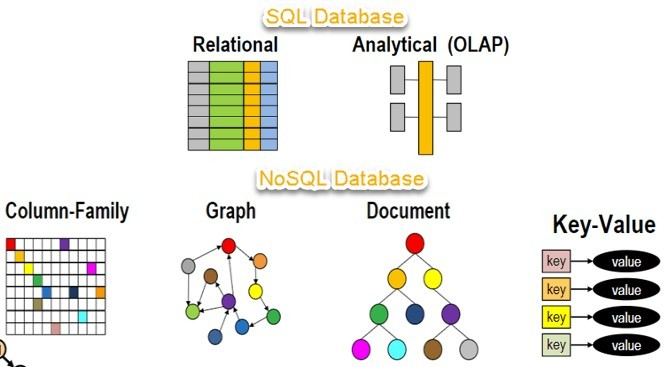 SQL Database
Relational
Analytical (OLAP)
NoSQL Database
Column-Family
Graph
Document
Key-Value
key
value
key
value
key
value
key
value